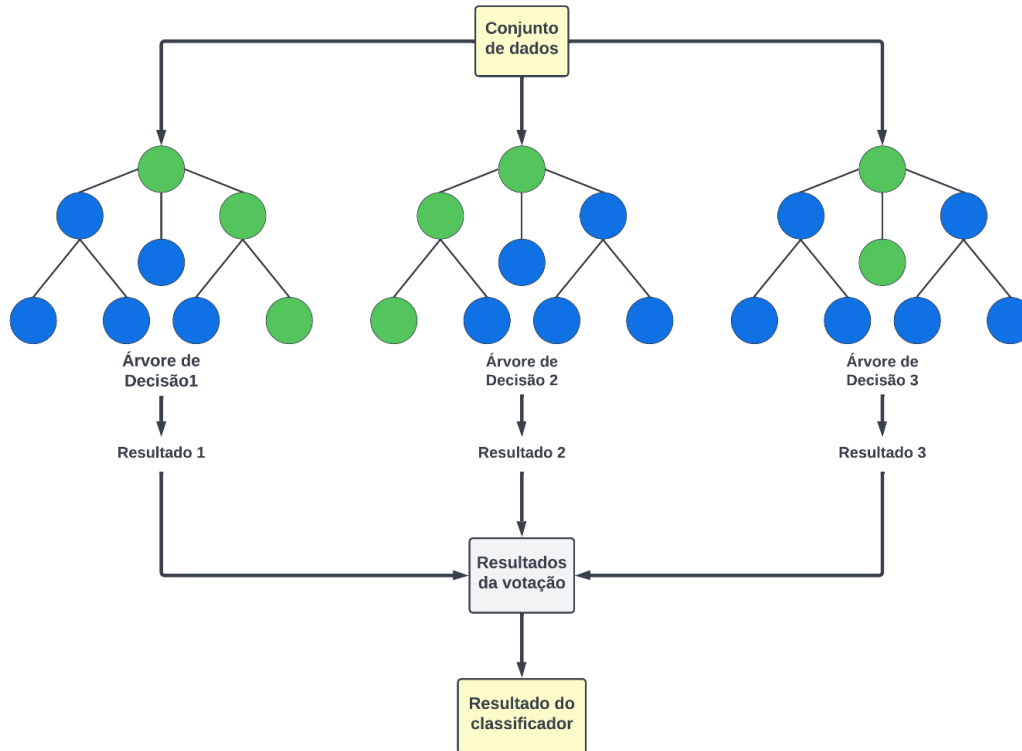 Conjunto
de dados
Árvore de
Decisão1
Árvore de
Decisão 2
Árvore de
Decisão 3
Resultado 1
Resultado 2
Resultado 3
Resultados
da votação
Resultado do
classificador